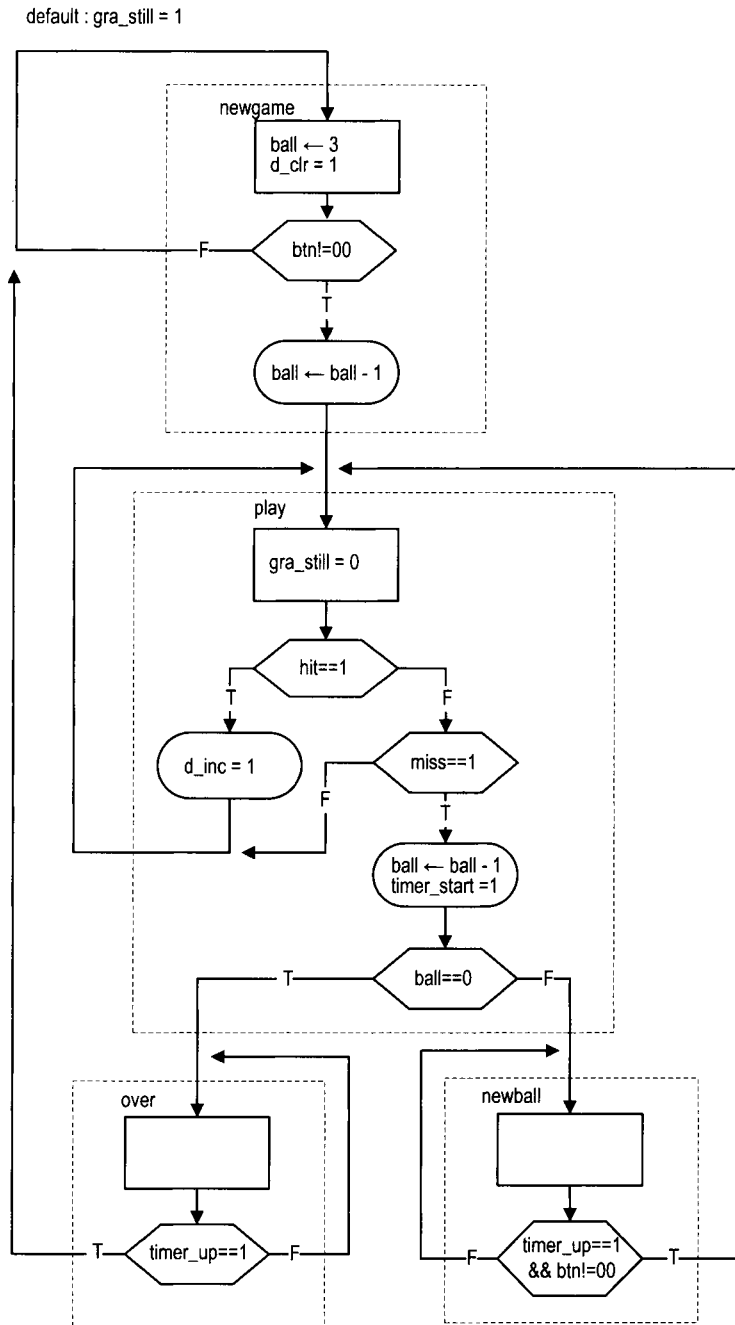 default : gra_still = 1
newgame
ball ← 3
d_clr = 1
btn!=00
F
T
ball ← ball - 1
play
gra_still = 0
hit==1
T
F
d_inc = 1
miss==1
F
T
ball ← ball - 1
timer_start =1
ball==0
T
F
over
newball
timer_up==1
T
F
timer_up==1
&& btn!=00
F
T